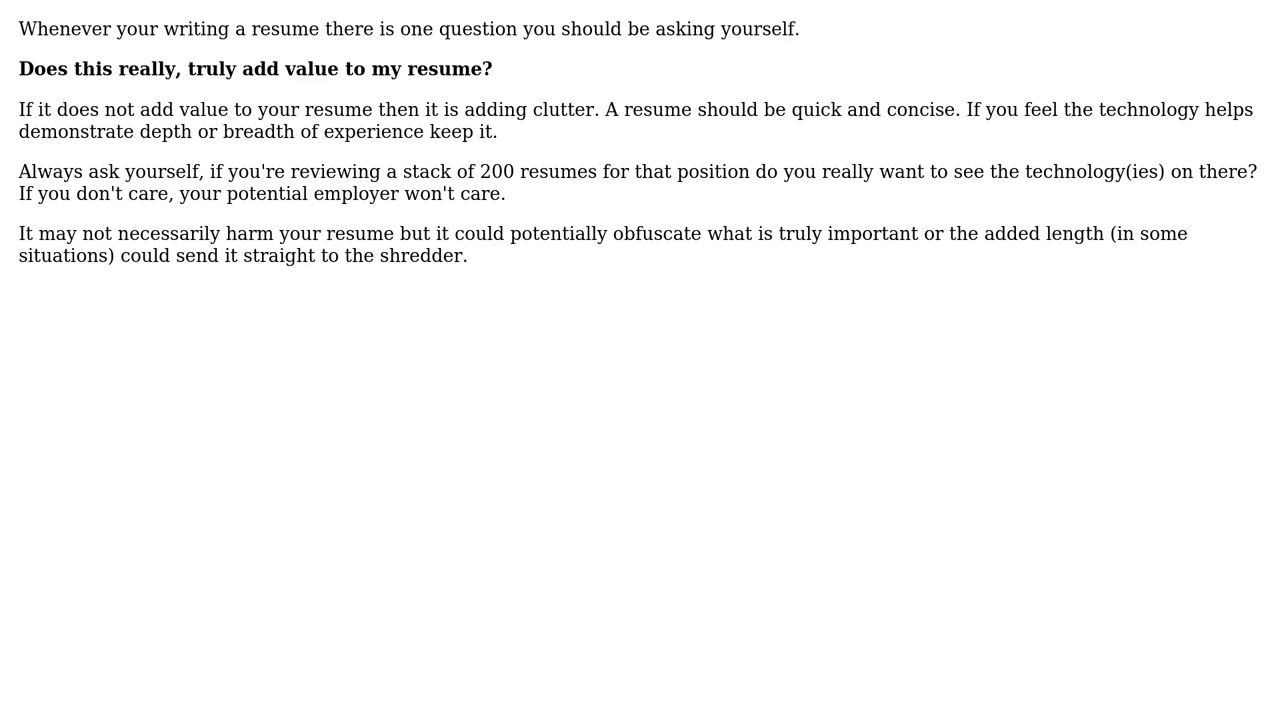 Whenever your writing a resume there is one question you should be asking yourself.
Does this really, truly add value to my resume?
If it does not add value to your resume then it is adding clutter. A resume should be quick and concise. If you feel the technology helps
demonstrate depth or breadth of experience keep it.
Always ask yourself, if you're reviewing a stack of 200 resumes for that position do you really want to see the technology(ies) on there?
If you don't care, your potential employer won't care.
It may not necessarily harm your resume but it could potentially obfuscate what is truly important or the added length (in some
situations) could send it straight to the shredder.